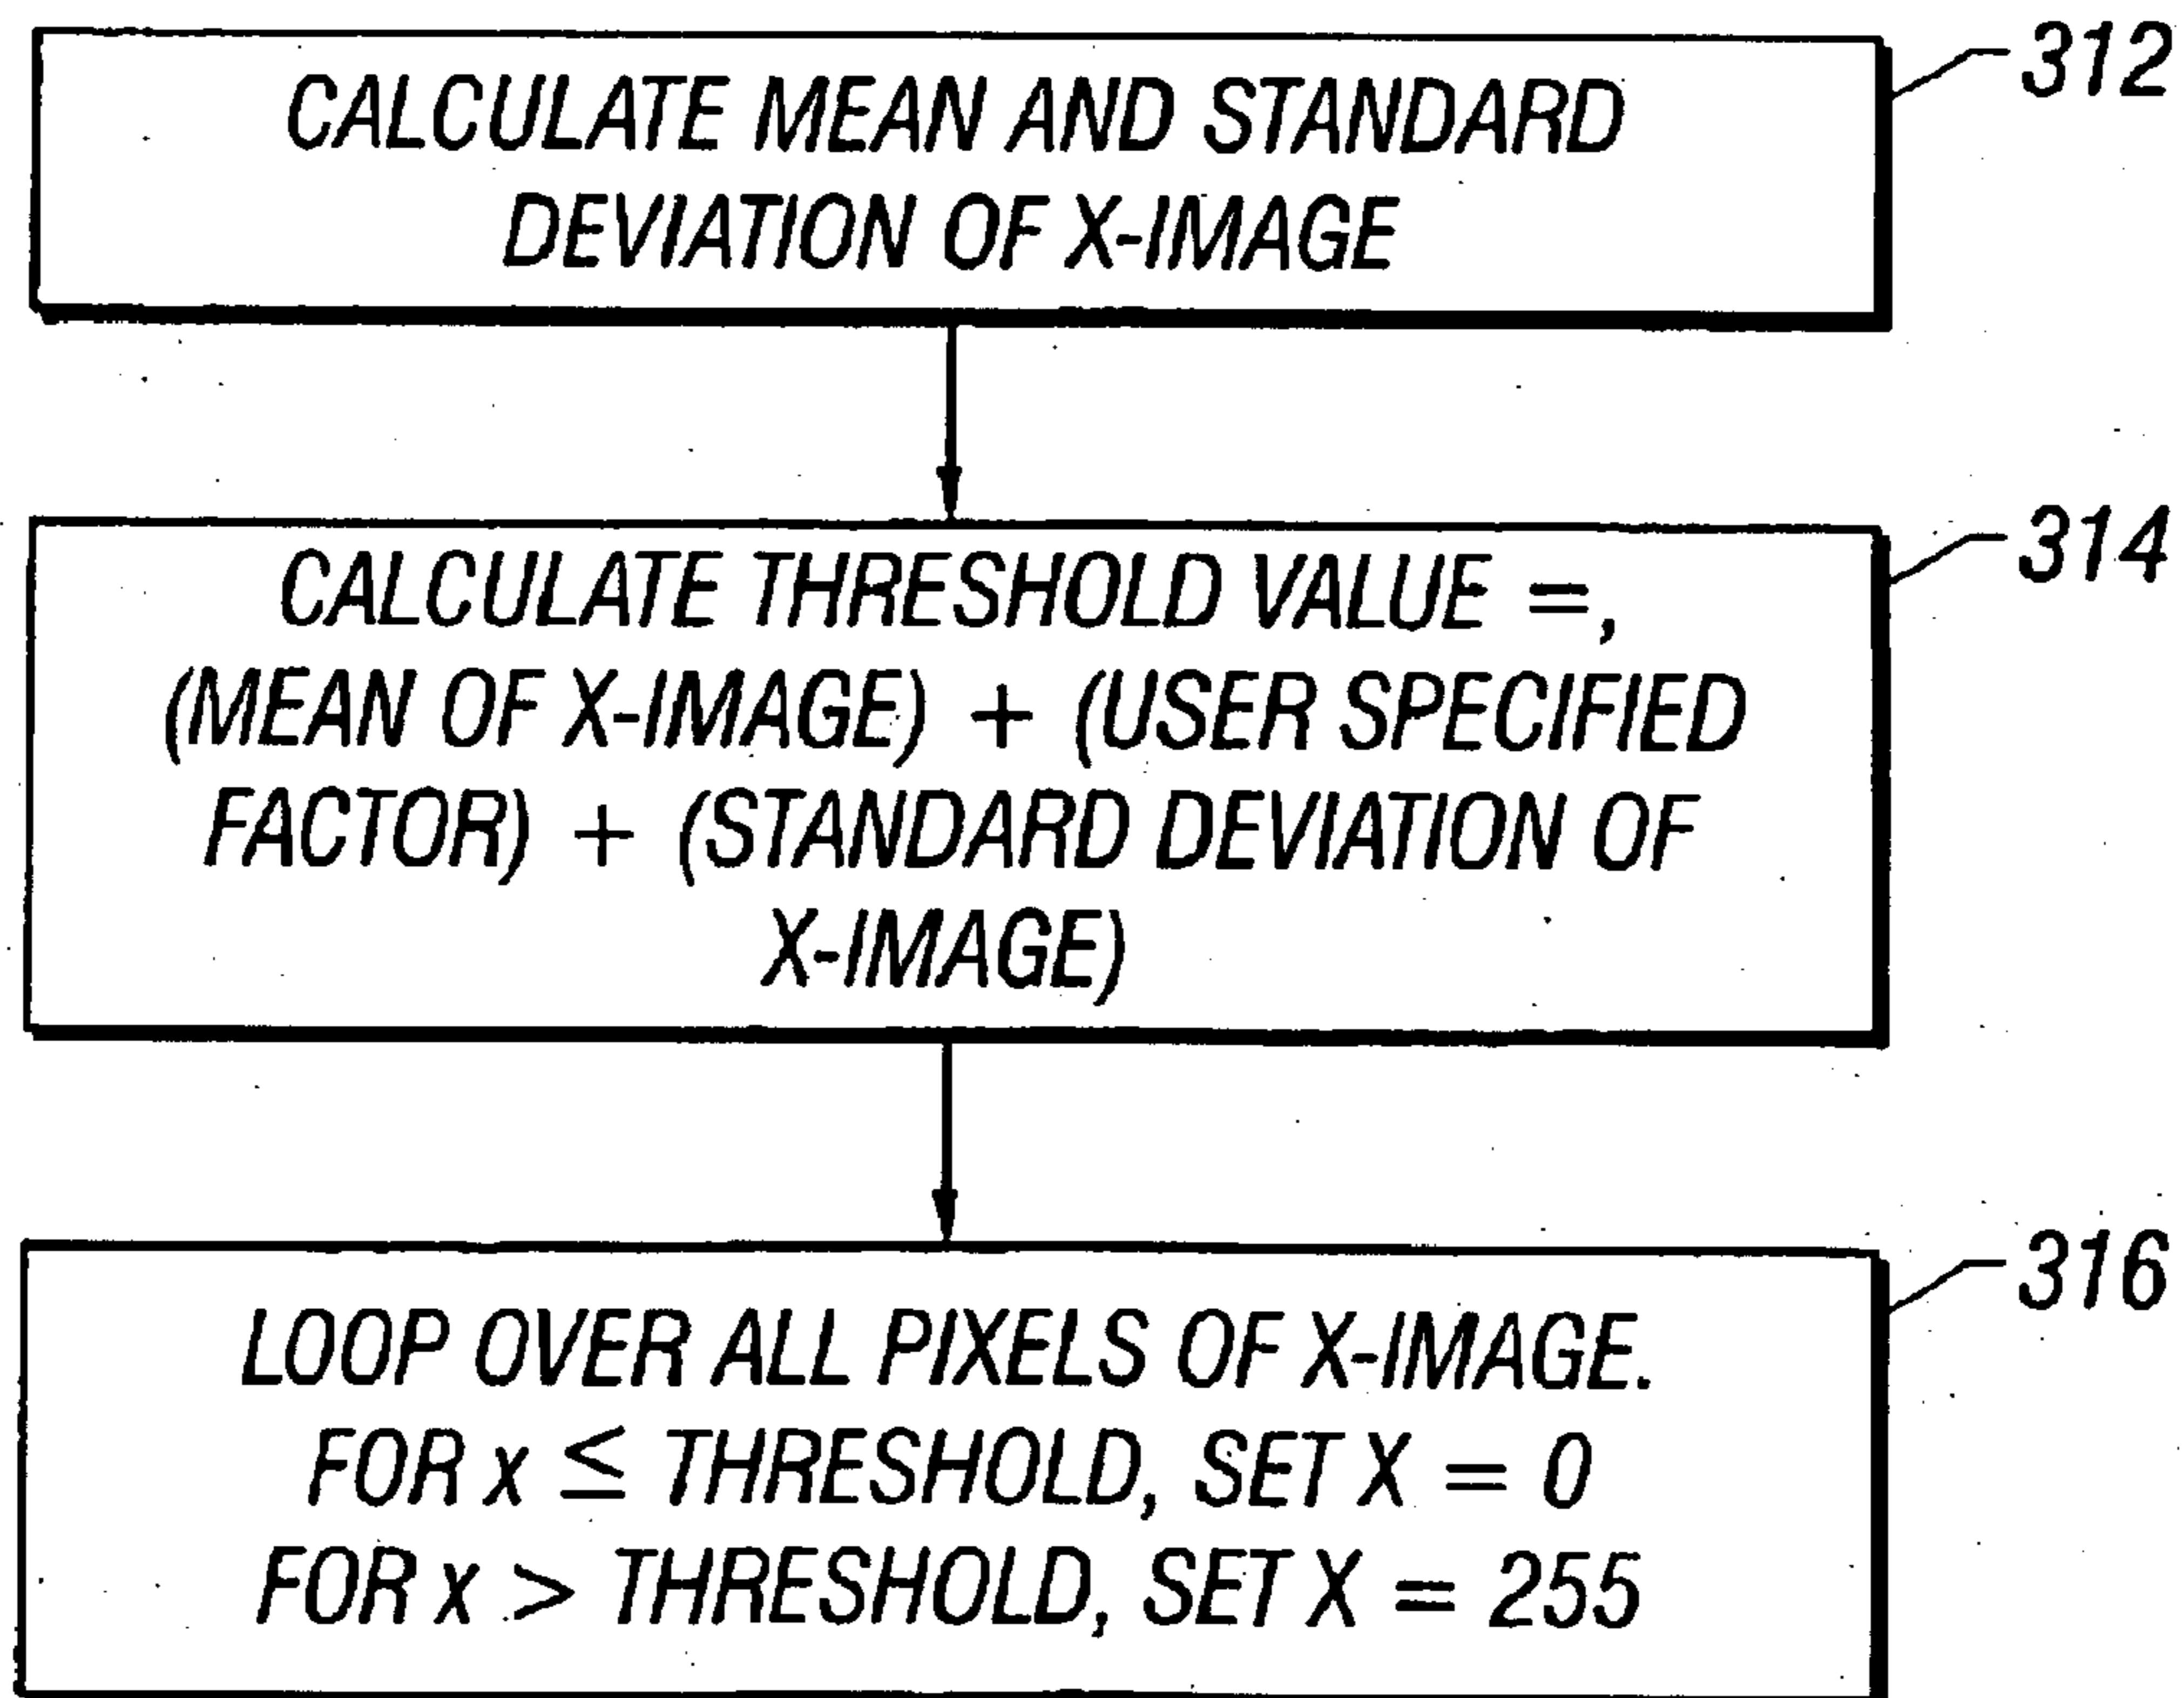 CALCULATE MEAN AND STANDARD
DEVIATION OF X-IMAGE
312
CALCULATE THRESHOLD VALUE =,
(MEAN OF X-IMAGE) + (USER SPECIFIED
FACTOR) + (STANDARD DEVIATION OF
X-IMAGE)
314
LOOP OVER ALL PIXELS OF X-IMAGE.
FOR x ≤ THRESHOLD, SET X = 0
FOR x > THRESHOLD, SET X = 255
316